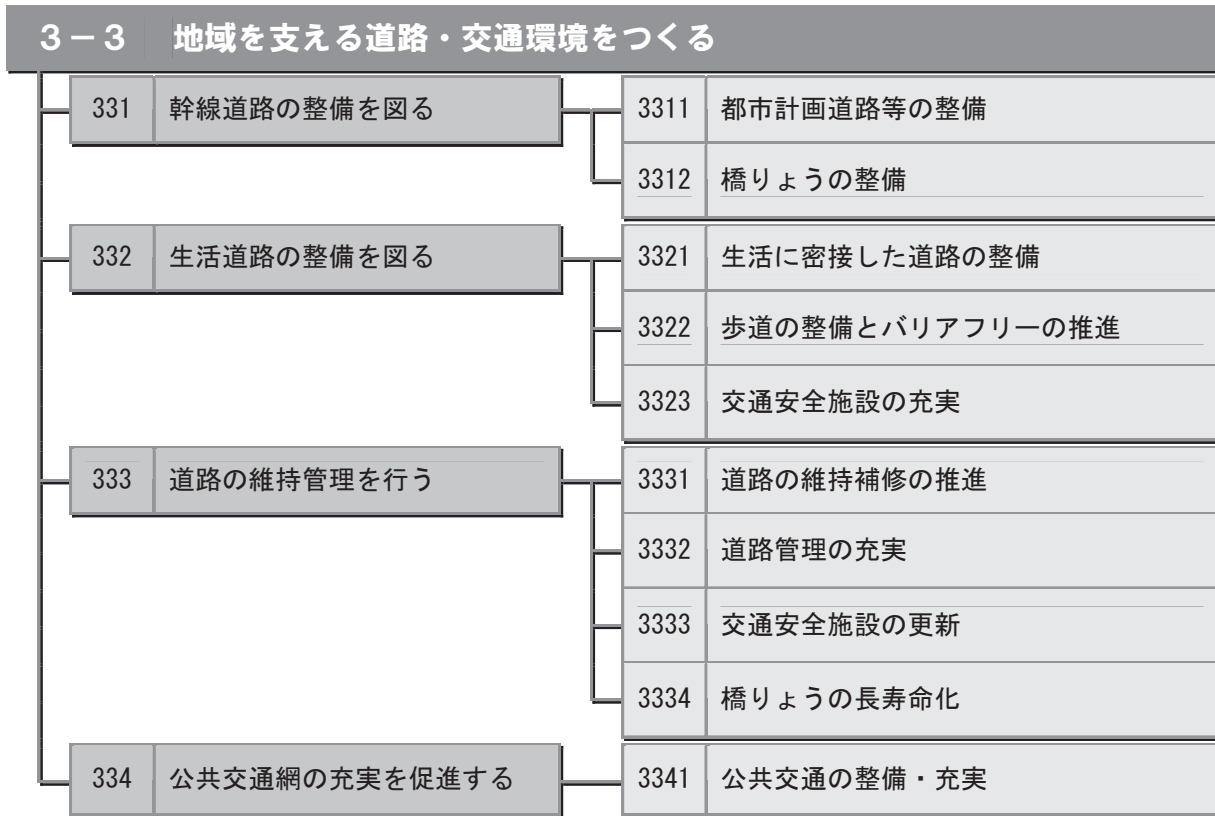 3－3 地域を支える道路・交通環境をつくる
331 幹線道路の整備を図る
3311 都市計画道路等の整備
3312 橋りょうの整備
332 生活道路の整備を図る
3321 生活に密接した道路の整備
3322 歩道の整備とバリアフリーの推進
3323 交通安全施設の充実
333 道路の維持管理を行う
3331 道路の維持補修の推進
3332 道路管理の充実
3333 交通安全施設の更新
3334 橋りょうの長寿命化
334 公共交通網の充実を促進する
3341 公共交通の整備・充実